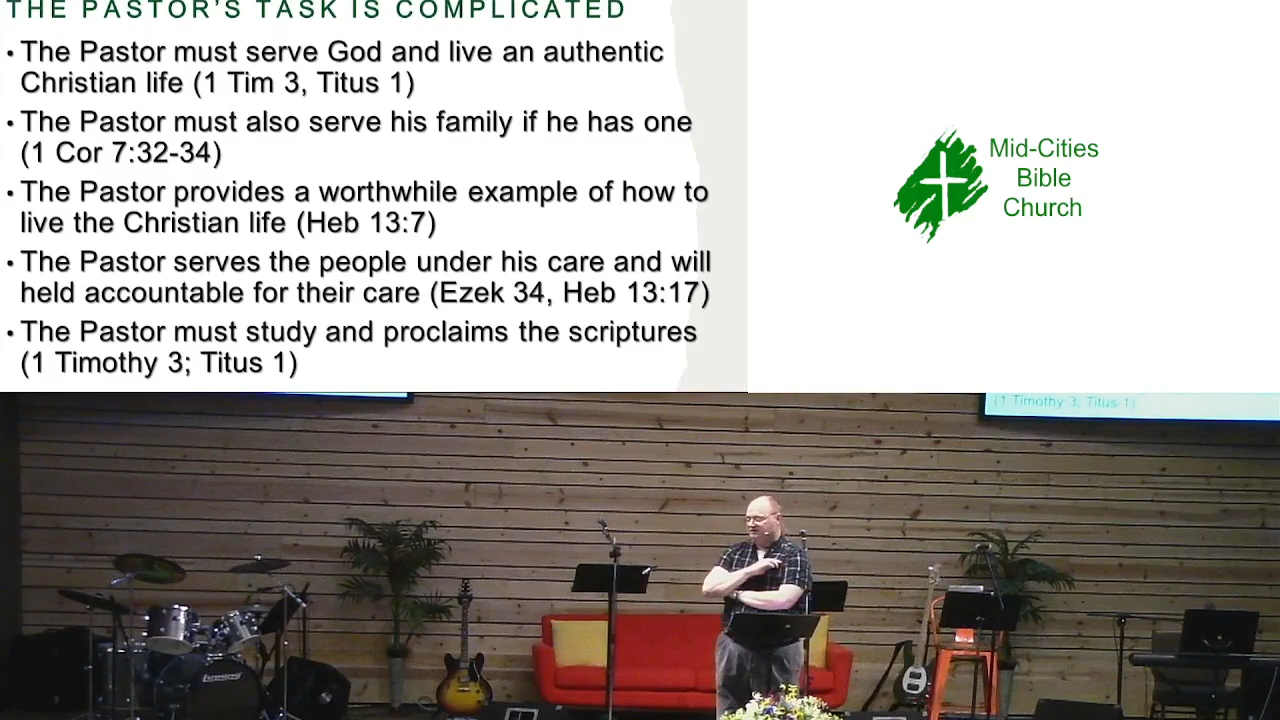 THE PASTOR'S TASK IS COMPLICATED
• The Pastor must serve God and live an authentic
Christian life (1 Tim 3, Titus 1)
• The Pastor must also serve his family if he has one
(1 Cor 7:32-34)
• The Pastor provides a worthwhile example of how to
live the Christian life (Heb 13:7)
• The Pastor serves the people under his care and will
held accountable for their care (Ezek 34, Heb 13:17)
• The Pastor must study and proclaims the scriptures
(1 Timothy 3; Titus 1)
Mid-Cities
Bible
Church
(1 Timothy 3; Titus 1)
Ludwig